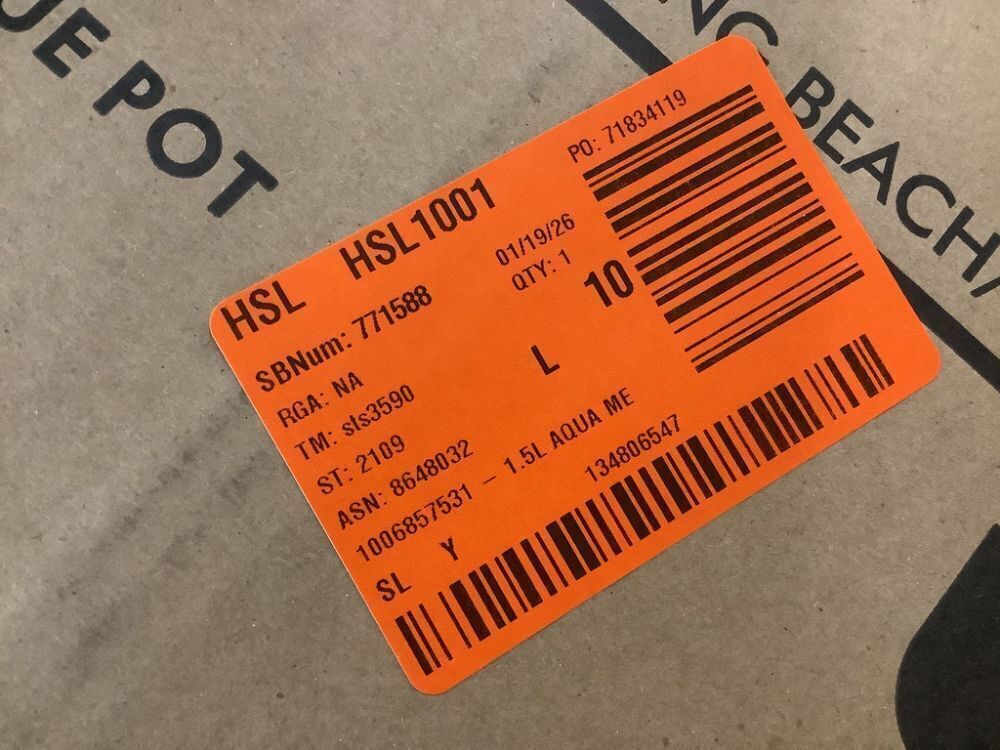 UE POT
NG BEACH,
HSL HSL1001
PO: 71834119
SBNum: 771588
01/19/26
RGA: NA
QTY: 1
TM: sts3590
L
10
ST: 2109
ASN: 8648032
1006857531 - 1.5L AQUA ME
134806547
SL Y